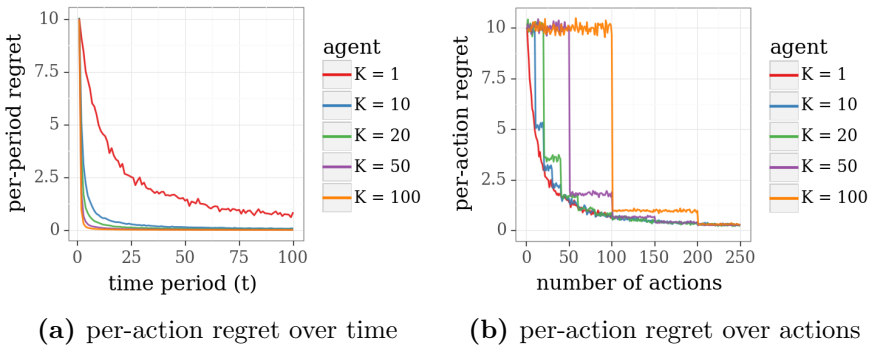 per-period regret
10
7.5
5
2.5
0
0 25 50 75 100
time period (t)
agent
K = 1
K = 10
K = 20
K = 50
K = 100
(a) per-action regret over time
per-action regret
10
7.5
5
2.5
0
0 50 100 150 200 250
number of actions
agent
K = 1
K = 10
K = 20
K = 50
K = 100
(b) per-action regret over actions